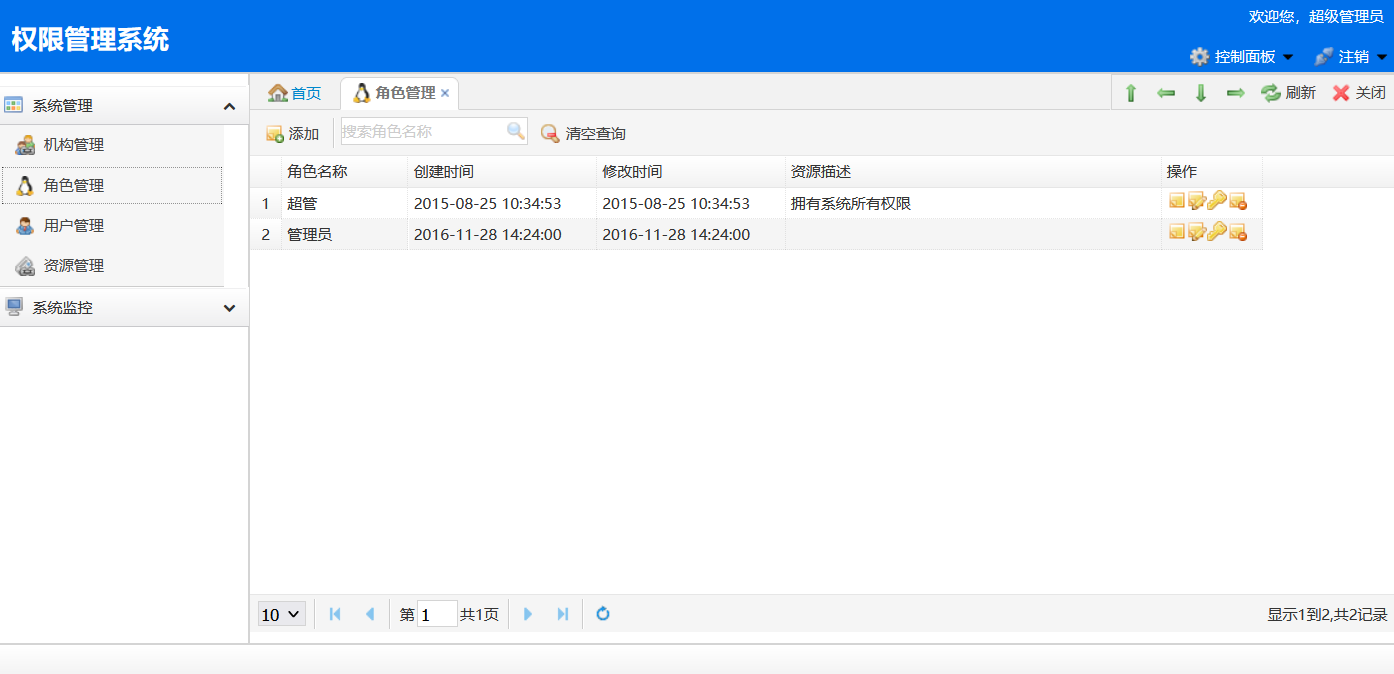 欢迎您，超级管理员
权限管理系统
控制面板 注销
系统管理
机构管理
角色管理
用户管理
资源管理
系统监控
首页 角色管理 × 刷新 关闭
添加 搜索角色名称 清空查询
角色名称 创建时间 修改时间 资源描述 操作
1 超管 2015-08-25 10:34:53 2015-08-25 10:34:53 拥有系统所有权限
2 管理员 2016-11-28 14:24:00 2016-11-28 14:24:00
10 第 1 共1页 显示1到2,共2记录